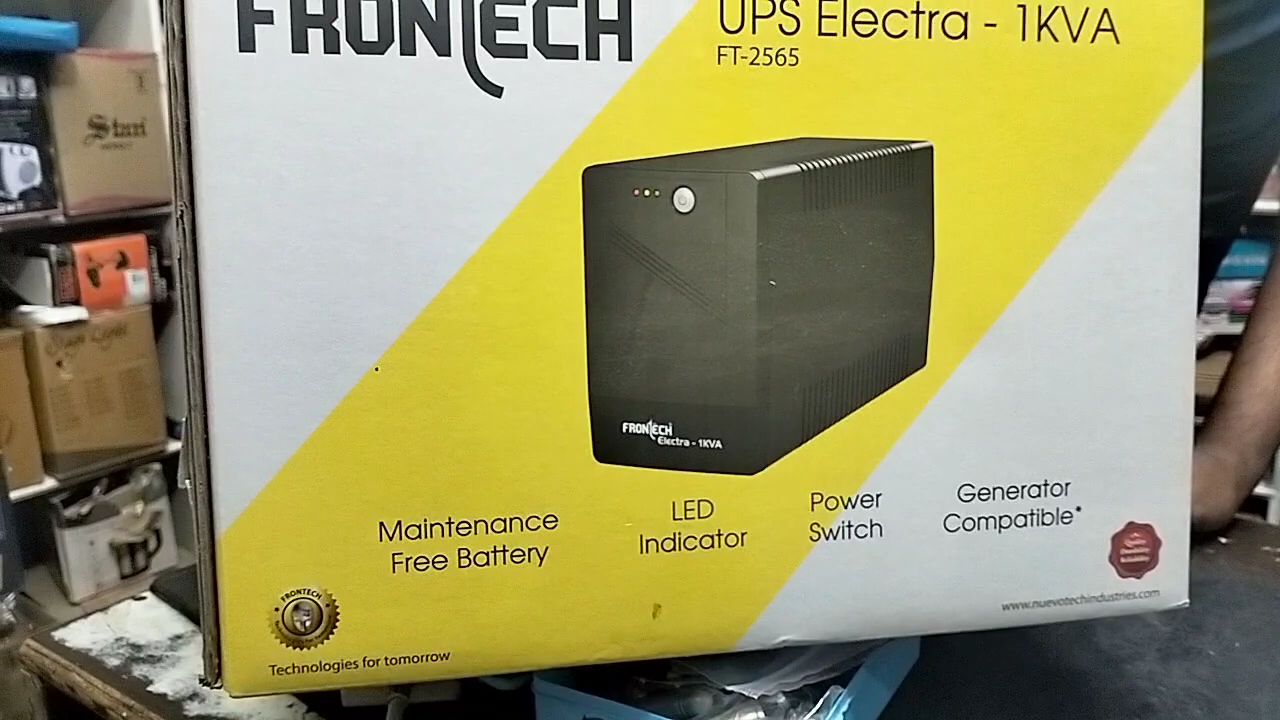 FRONTECH
UPS Electra - 1KVA
FT-2565
FRONTECH
Electra - 1KVA
Maintenance
Free Battery
LED
Indicator
Power
Switch
Generator
Compatible*
FRONTECH
Technologies for tomorrow
www.nuevotechindustries.com